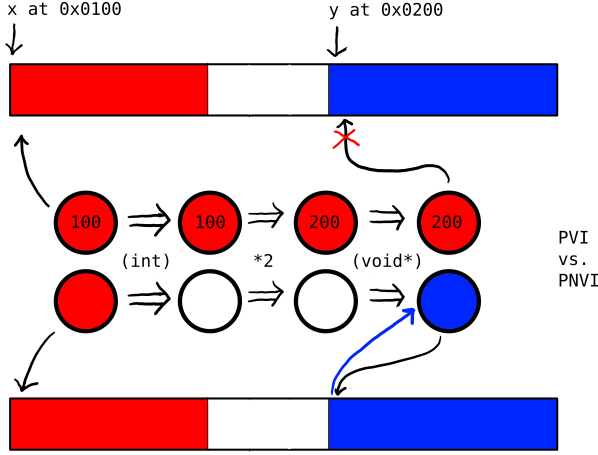 x at 0x0100
y at 0x0200
100
100
200
200
(int)
*2
(void*)
PVI
vs.
PNVI